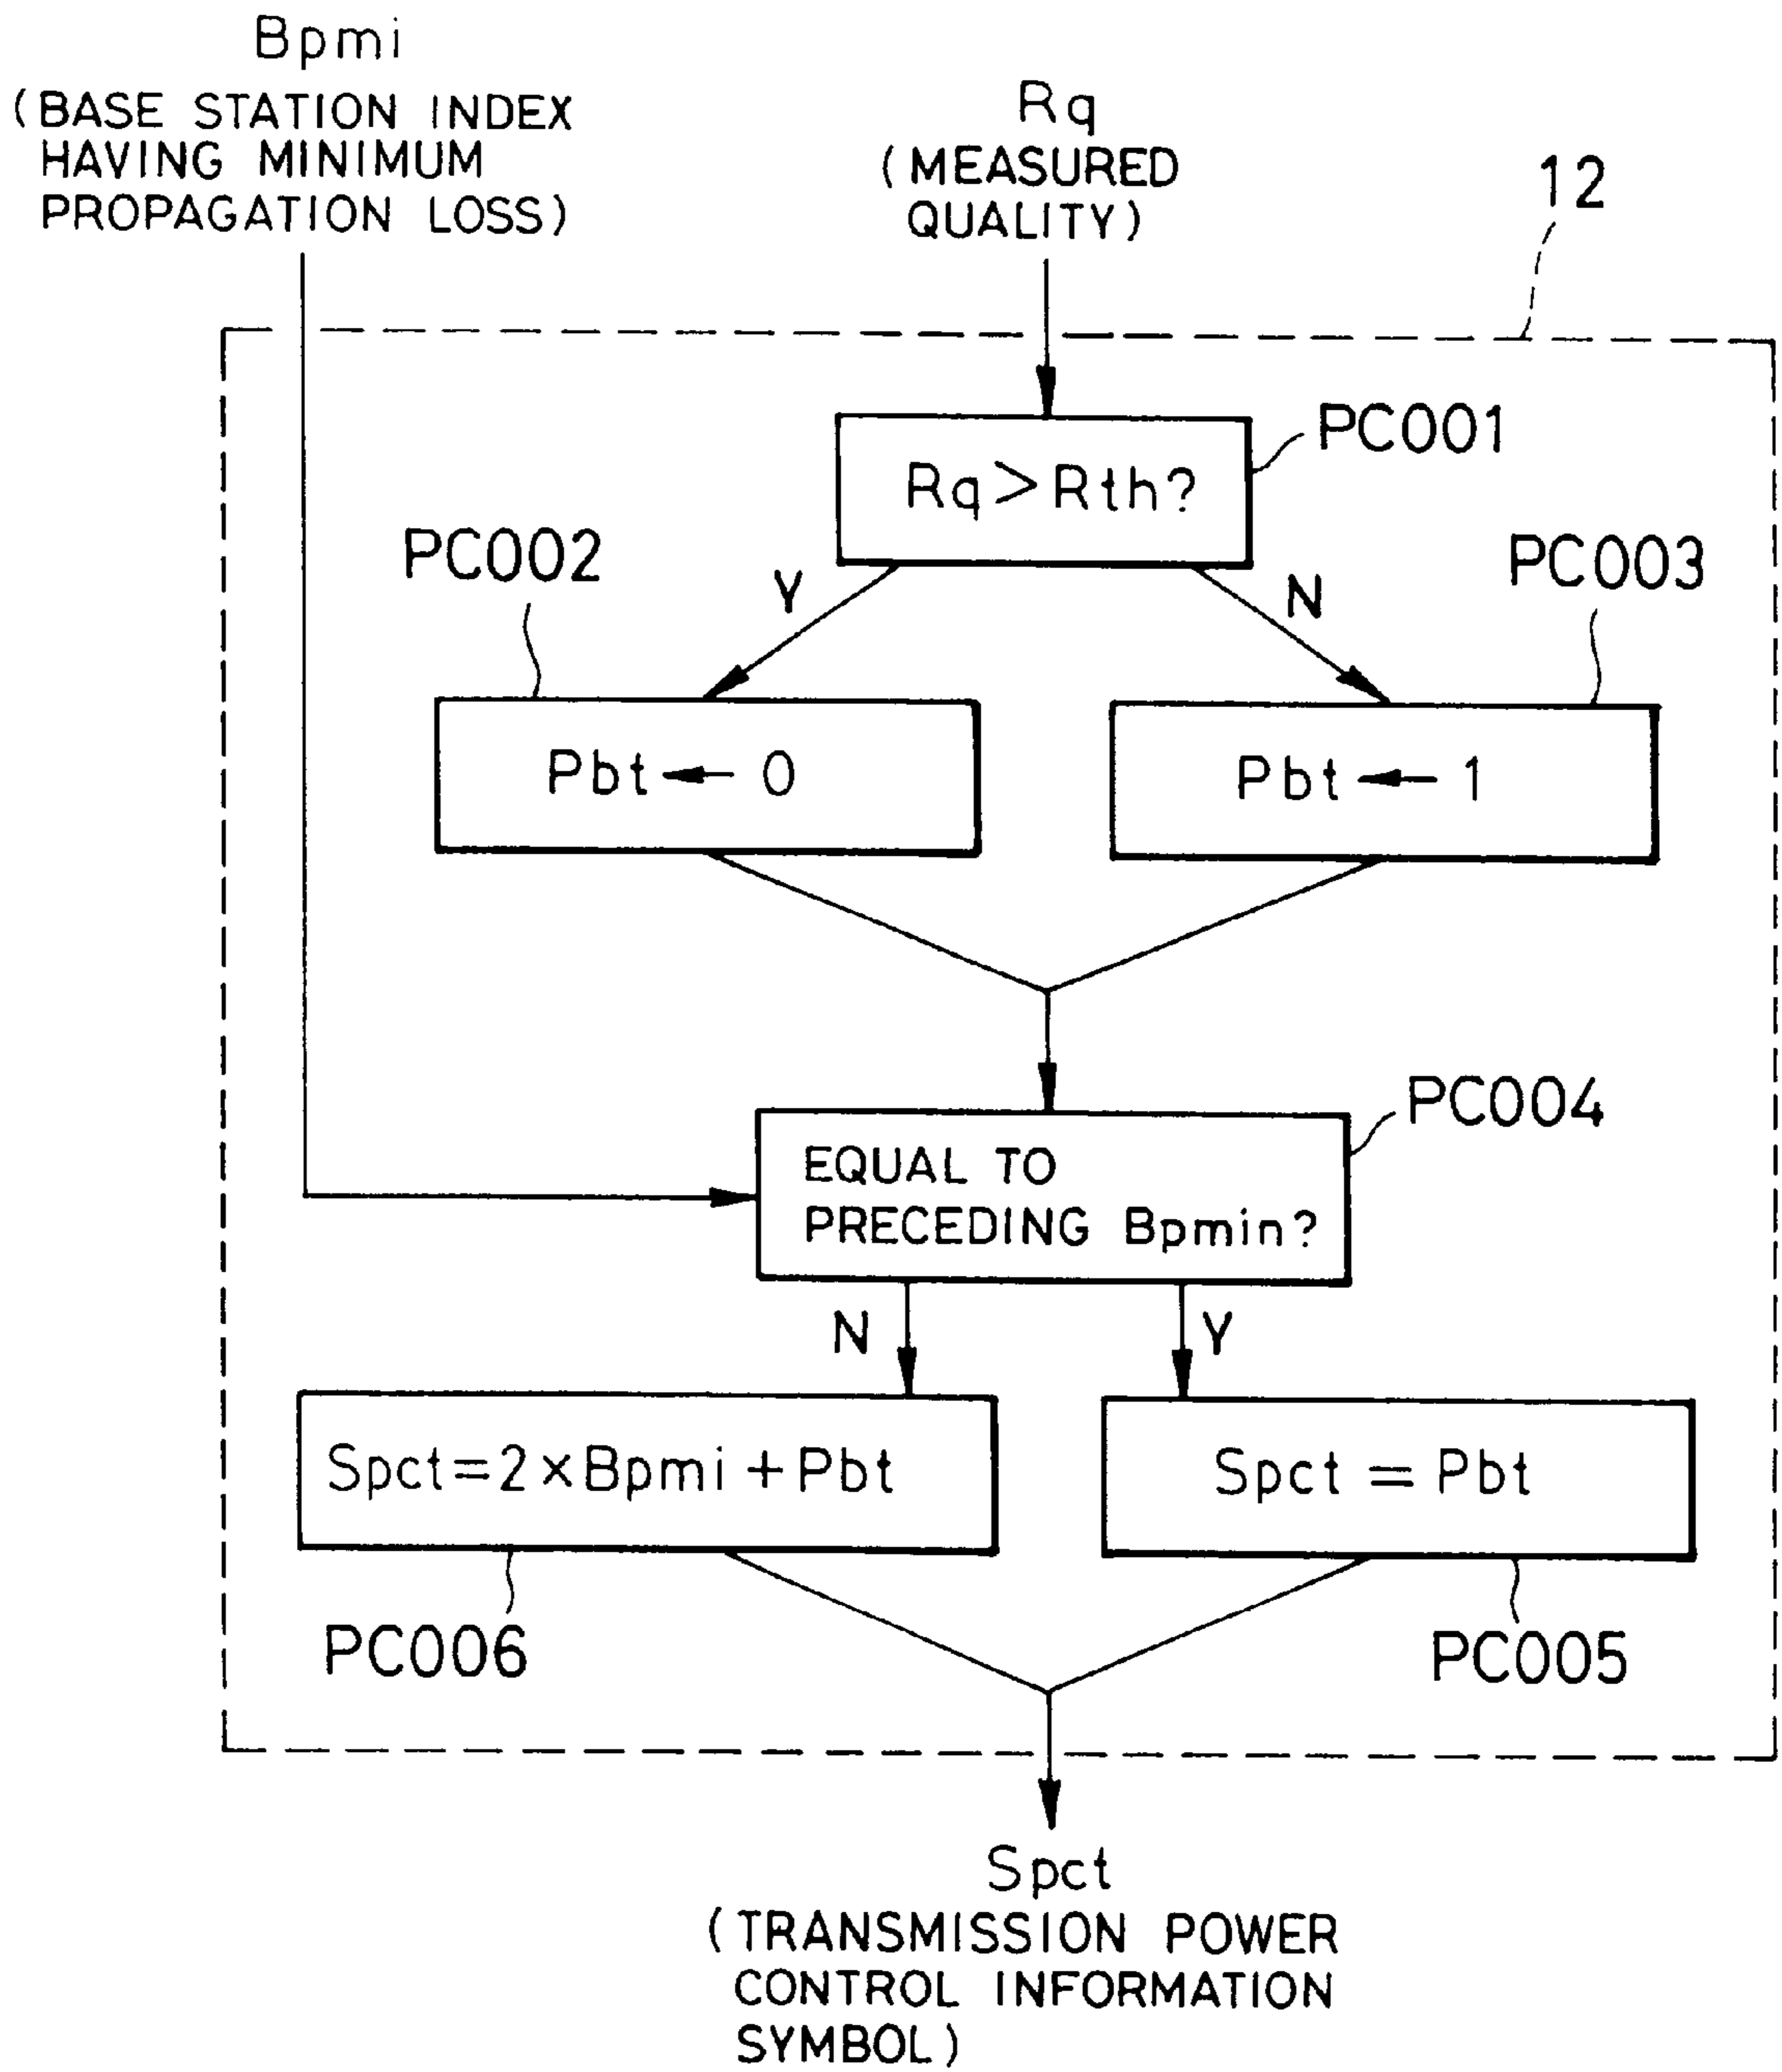 Bpmi
(BASE STATION INDEX
HAVING MINIMUM
PROPAGATION LOSS)
Rq
(MEASURED
QUALITY)
12
PC001
Rq>Rth?
PC002
Y
N
PC003
Pbt ← 0
Pbt ← 1
PC004
EQUAL TO
PRECEDING Bpmin?
N
Y
Spct=2×Bpmi+Pbt
Spct = Pbt
PC006
PC005
Spct
(TRANSMISSION POWER
CONTROL INFORMATION
SYMBOL)